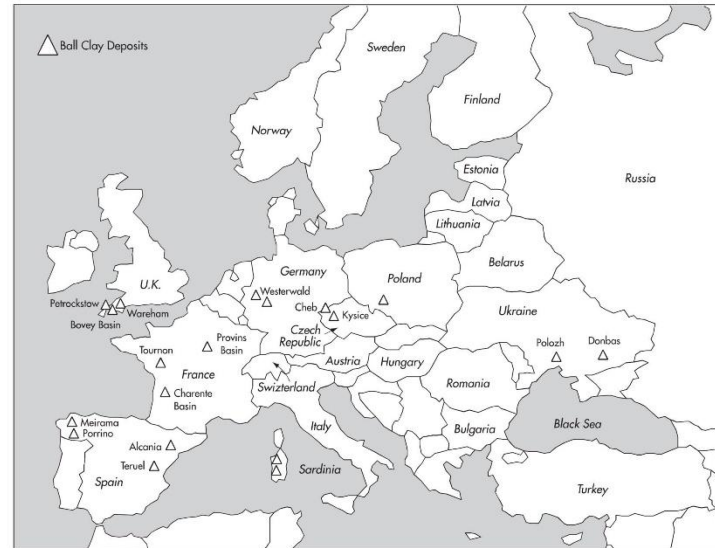 Ball Clay Deposits
Sweden
Finland
Norway
Russia
Estonia
Latvia
Lithuania
U.K.
Belarus
Germany
Poland
Westerwald
Petrockstow
Wareham
Cheb
Kysice
Bovey Basin
Ukraine
Czech
Republic
Provins
Basin
Polozh
Donbas
Tournon
Austria
Hungary
France
Swizterland
Romania
Charente
Basin
Meirama
Porrino
Italy
Bulgaria
Black Sea
Alcania
Teruel
Sardinia
Spain
Turkey